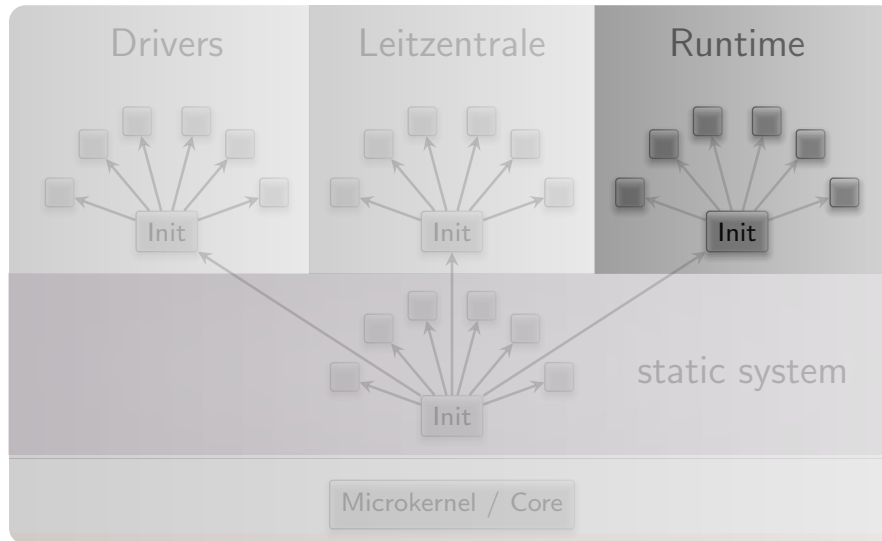 Drivers
Leitzentrale
Runtime
Init
Init
Init
static system
Init
Microkernel / Core